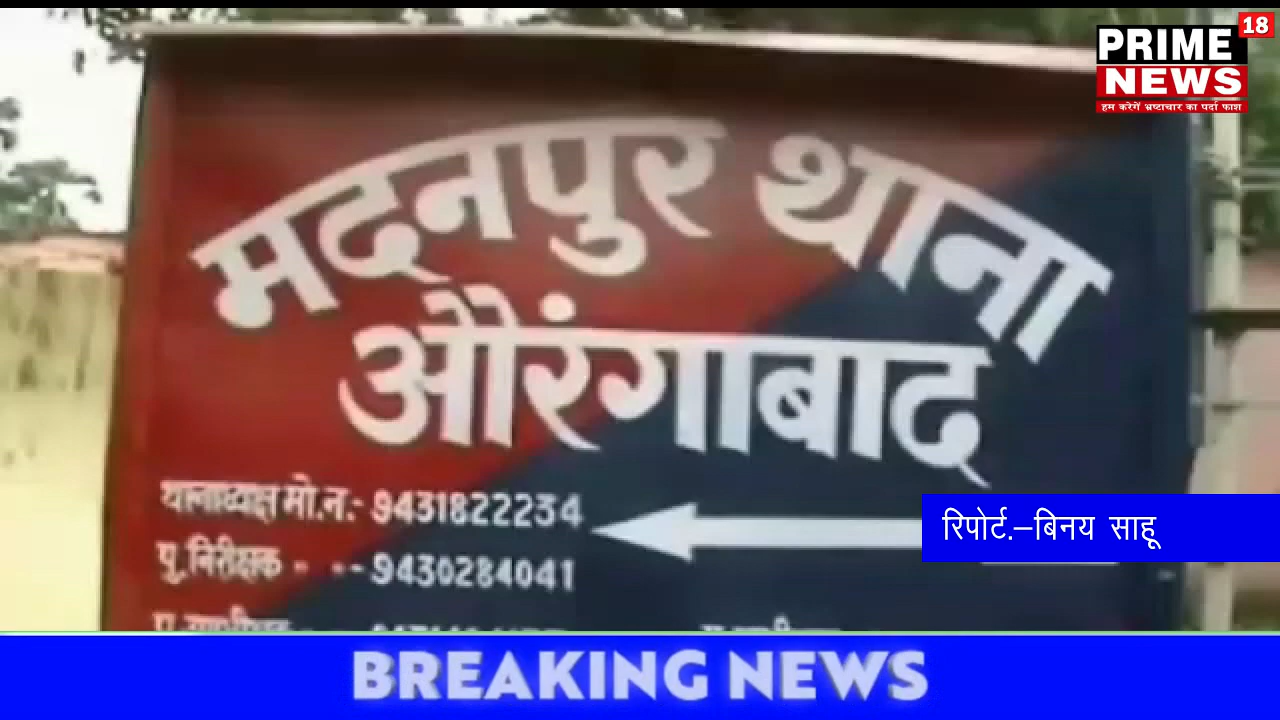 18
PRIME
NEWS
हम करेगें भ्रष्टाचार का पर्दा फाश
मदनपुर थाना
औरंगाबाद
थानाध्यक्ष मो.न.:- 9431822234
पु.निरीक्षक - - - 9430284041
रिपोर्ट.–बिनय साहू
BREAKING NEWS